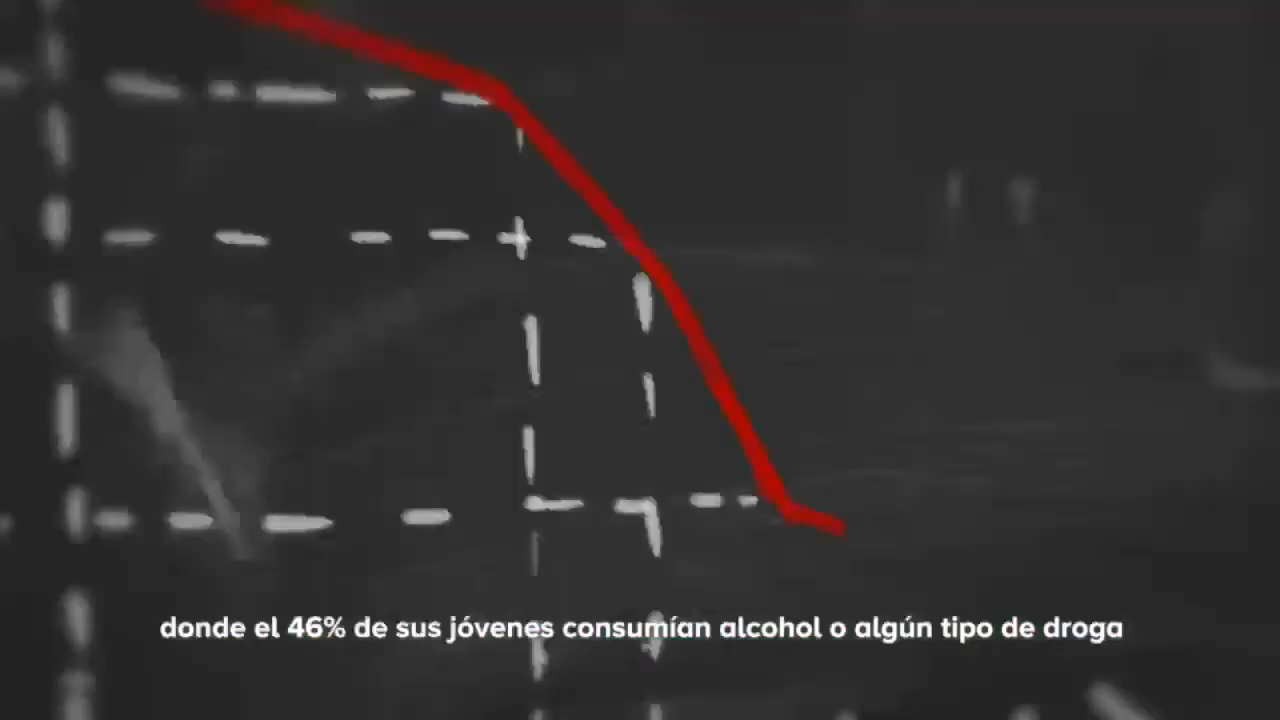 donde el 46% de sus jóvenes consumían alcohol o algún tipo de droga